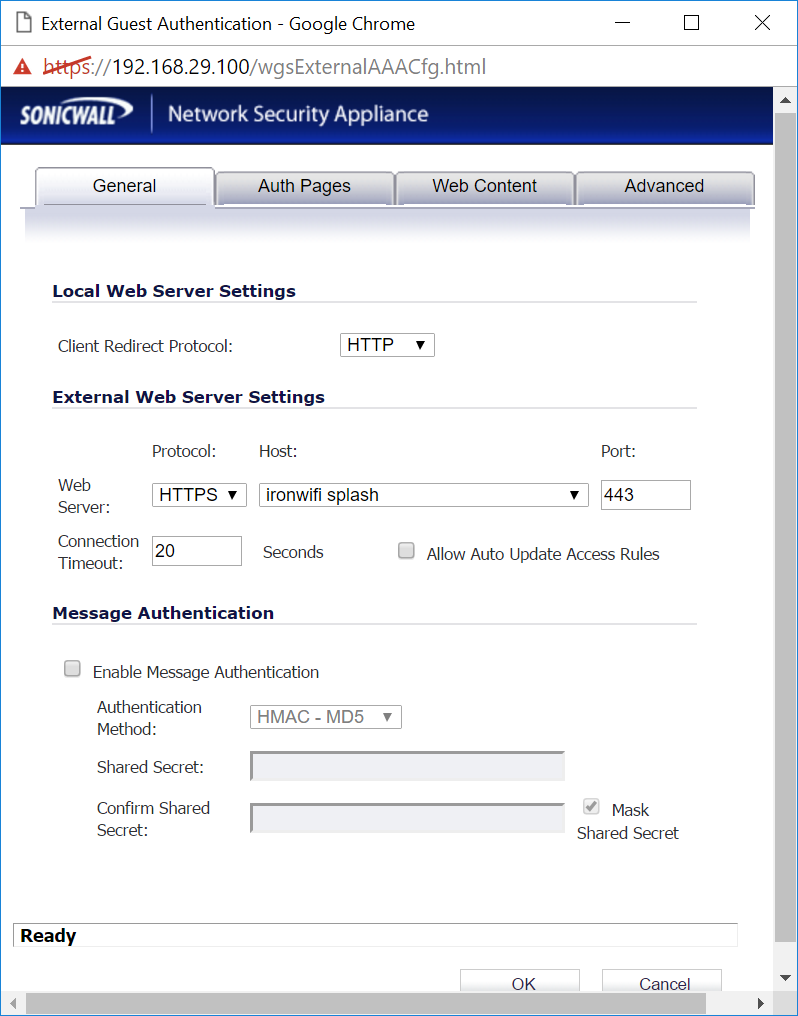 External Guest Authentication - Google Chrome
https://192.168.29.100/wgsExternalAAACfg.html
SONICWALL Network Security Appliance
General Auth Pages Web Content Advanced
Local Web Server Settings
Client Redirect Protocol: HTTP
External Web Server Settings
Protocol: Host: Port:
Web Server: HTTPS ironwifi splash 443
Connection Timeout: 20 Seconds Allow Auto Update Access Rules
Message Authentication
Enable Message Authentication
Authentication Method: HMAC - MD5
Shared Secret:
Confirm Shared Secret: Mask Shared Secret
Ready
OK Cancel